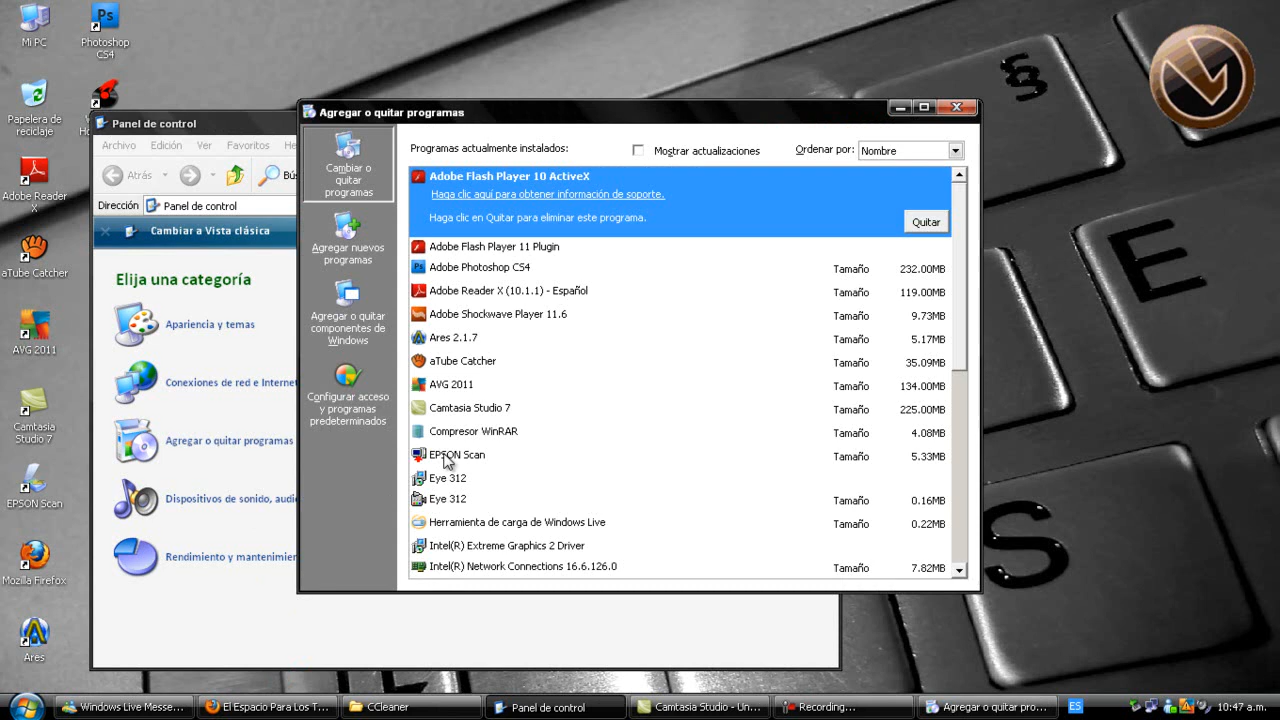 Mi PC
Photoshop
CS4
Papelera de
reciclaje
Adobe Reader
X
aTube Catcher
AVG 2011
Camtasia
Studio 7
EPSON Scan
Mozilla Firefox
Ares
Panel de control
Archivo Edición Ver Favoritos
Atrás
Dirección Panel de control
Cambiar a Vista clásica
Elija una categoría
Apariencia y temas
Conexiones de red e Internet
Agregar o quitar programas
Dispositivos de sonido,
Rendimiento y
Agregar o quitar programas
Cambiar o
quitar
programas
Agregar nuevos
programas
Agregar o quitar
componentes de
Windows
Configurar acceso
y programas
predeterminados
Programas actualmente instalados:
Mostrar actualizaciones
Ordenar por: Nombre
Adobe Flash Player 10 ActiveX
Haga clic aquí para obtener información de soporte.
Haga clic en Quitar para eliminar este programa.
Quitar
Adobe Flash Player 11 Plugin
Adobe Photoshop CS4 Tamaño 232.00MB
Adobe Reader X (10.1.1) - Español Tamaño 119.00MB
Adobe Shockwave Player 11.6 Tamaño 9.73MB
Ares 2.1.7 Tamaño 5.17MB
aTube Catcher Tamaño 35.09MB
AVG 2011 Tamaño 134.00MB
Camtasia Studio 7 Tamaño 225.00MB
Compresor WinRAR Tamaño 4.08MB
EPSON Scan Tamaño 5.33MB
Eye 312
Eye 312 Tamaño 0.16MB
Herramienta de carga de Windows Live Tamaño 0.22MB
Intel(R) Extreme Graphics 2 Driver
Intel(R) Network Connections 16.6.126.0 Tamaño 7.82MB
§
E
S
Windows Live Messe... El Espacio Para Los T... CCleaner Panel de control Camtasia Studio - Un... Recording... Agregar o quitar pro... ES 10:47 a.m.